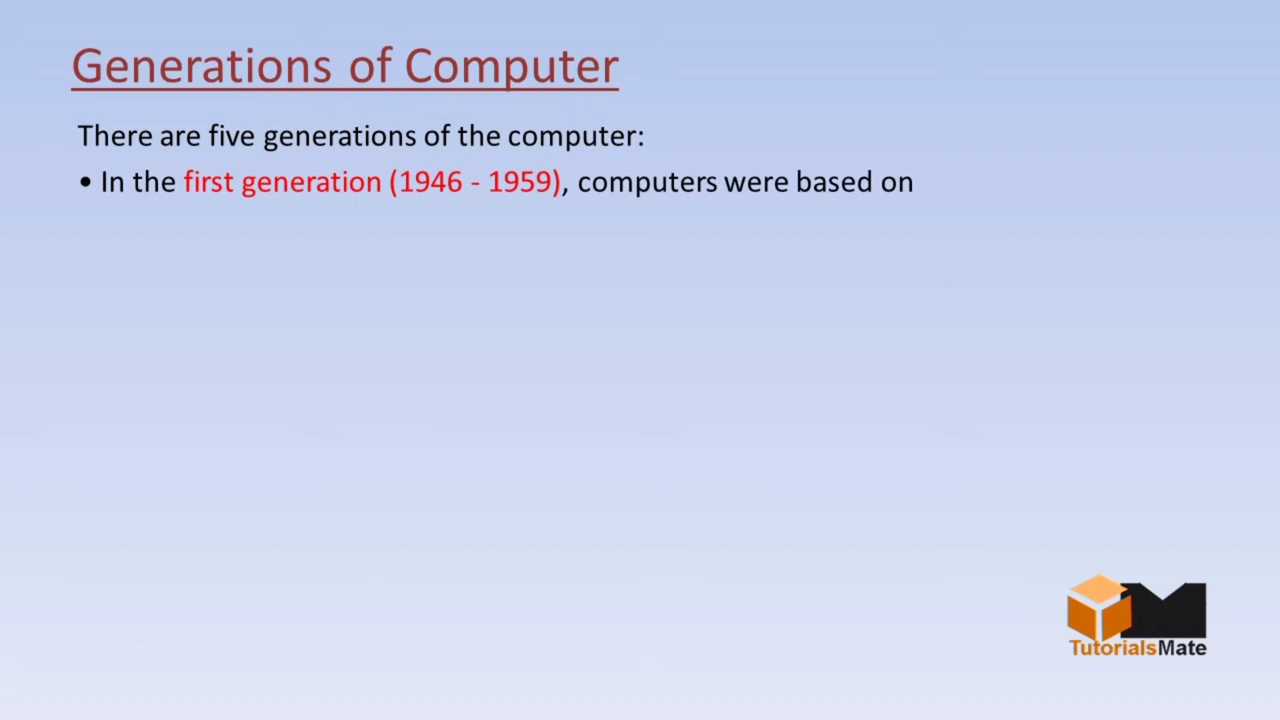 Generations of Computer
There are five generations of the computer:
• In the first generation (1946 - 1959), computers were based on
TutorialsMate